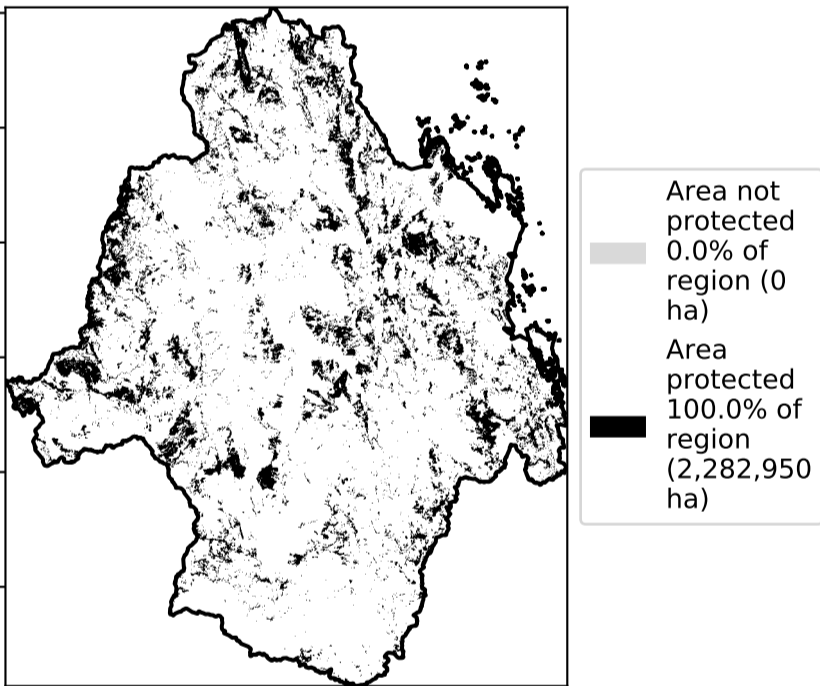 Area not
protected
0.0% of
region (0
ha)
Area
protected
100.0% of
region
(2,282,950
ha)